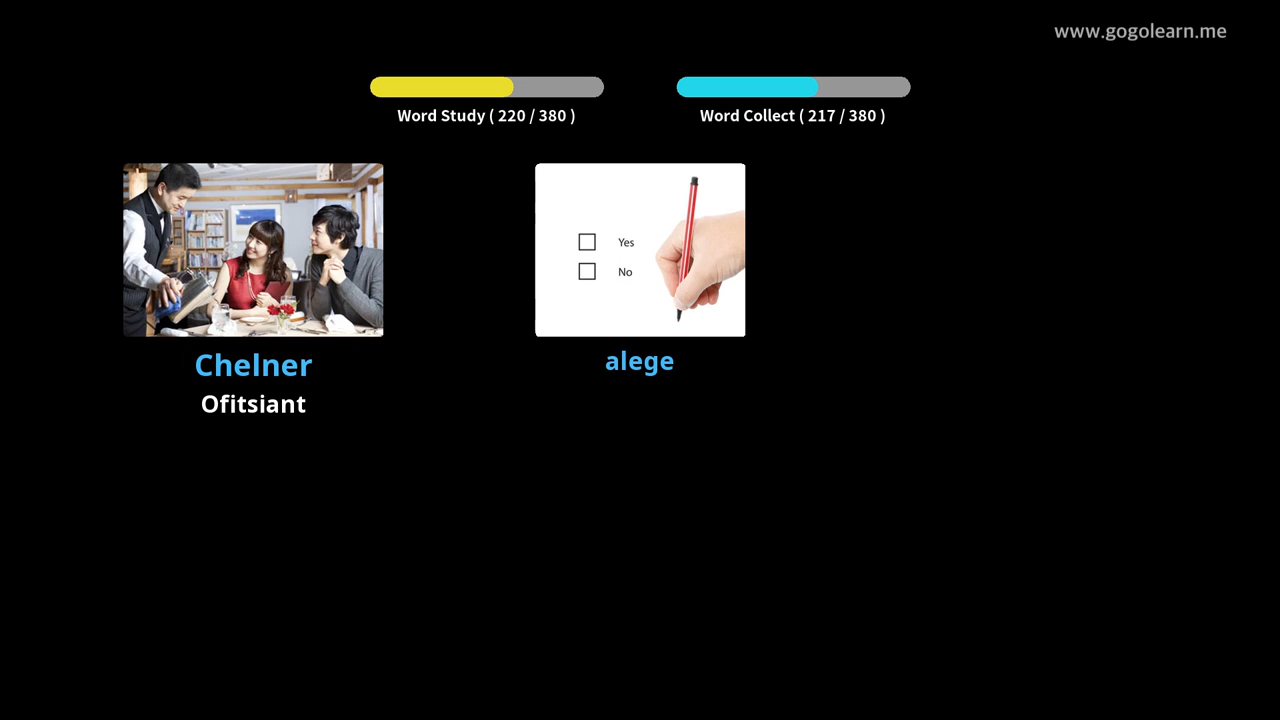 www.gogolearn.me
Word Study ( 220 / 380 )
Word Collect ( 217 / 380 )
Yes
No
Chelner
Ofitsiant
alege